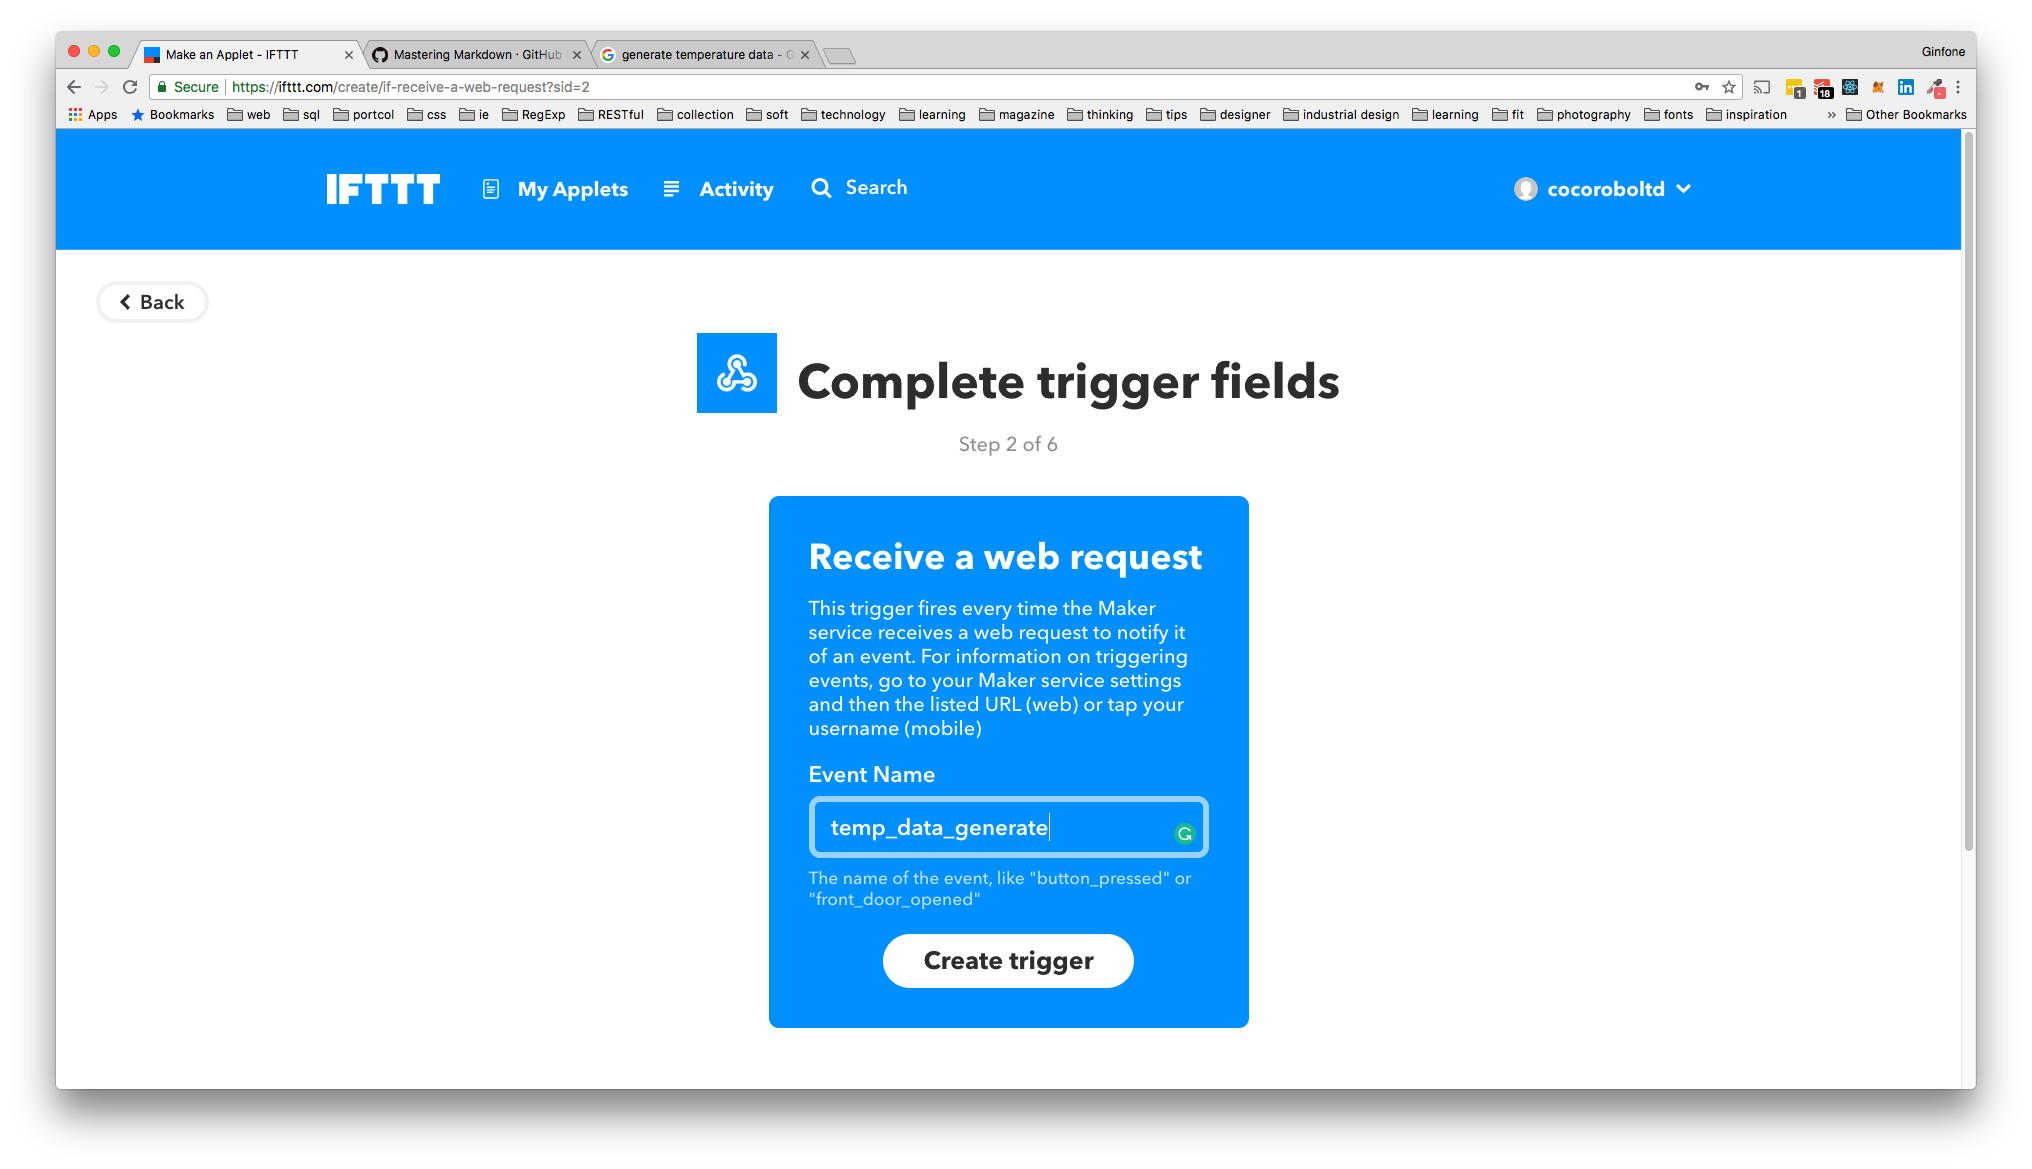 Make an Applet - IFTTT
Mastering Markdown · GitHub
generate temperature data - G
Ginfone
Secure https://ifttt.com/create/if-receive-a-web-request?sid=2
1
18
Apps Bookmarks web sql portcol css ie RegExp RESTful collection soft technology learning magazine thinking tips designer industrial design learning fit photography fonts inspiration » Other Bookmarks
IFTTT My Applets Activity Search cocoroboltd
Back
Complete trigger fields
Step 2 of 6
Receive a web request
This trigger fires every time the Maker
service receives a web request to notify it
of an event. For information on triggering
events, go to your Maker service settings
and then the listed URL (web) or tap your
username (mobile)
Event Name
temp_data_generate
The name of the event, like "button_pressed" or
"front_door_opened"
Create trigger